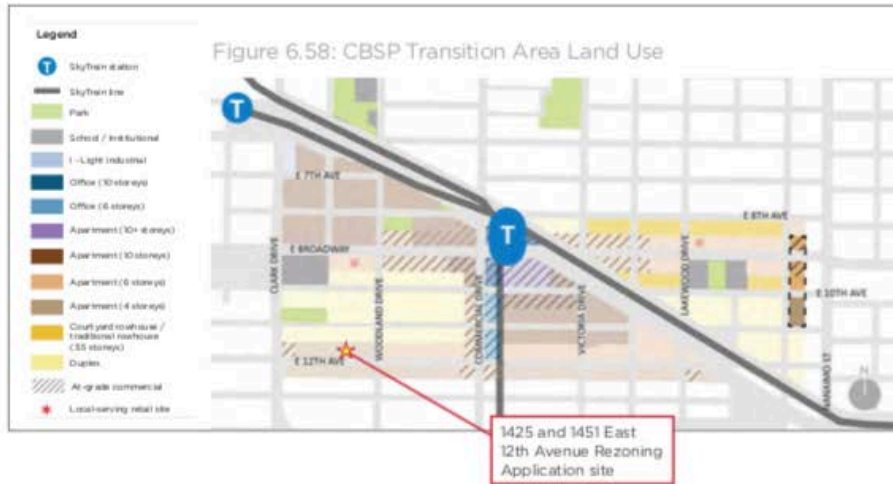 Legend
T
SkyTrain station
SkyTrain line
Park
School / Institutional
I - Light industrial
Office (10 storeys)
Office (6 storeys)
Apartment (10+ storeys)
Apartment (10 storeys)
Apartment (6 storeys)
Apartment (4 storeys)
Courtyard rowhouse /
traditional rowhouse
(3.5 storeys)
Duplex
At-grade commercial
Local-serving retail site
Figure 6.58: CBSP Transition Area Land Use
T
T
E 7TH AVE
E 8TH AVE
E BROADWAY
E 10TH AVE
E 12TH AVE
CLARK DRIVE
WOODLAND DRIVE
COMMERCIAL DRIVE
VICTORIA DRIVE
LAKEWOOD DRIVE
NANAIMO ST
N
1425 and 1451 East
12th Avenue Rezoning
Application site